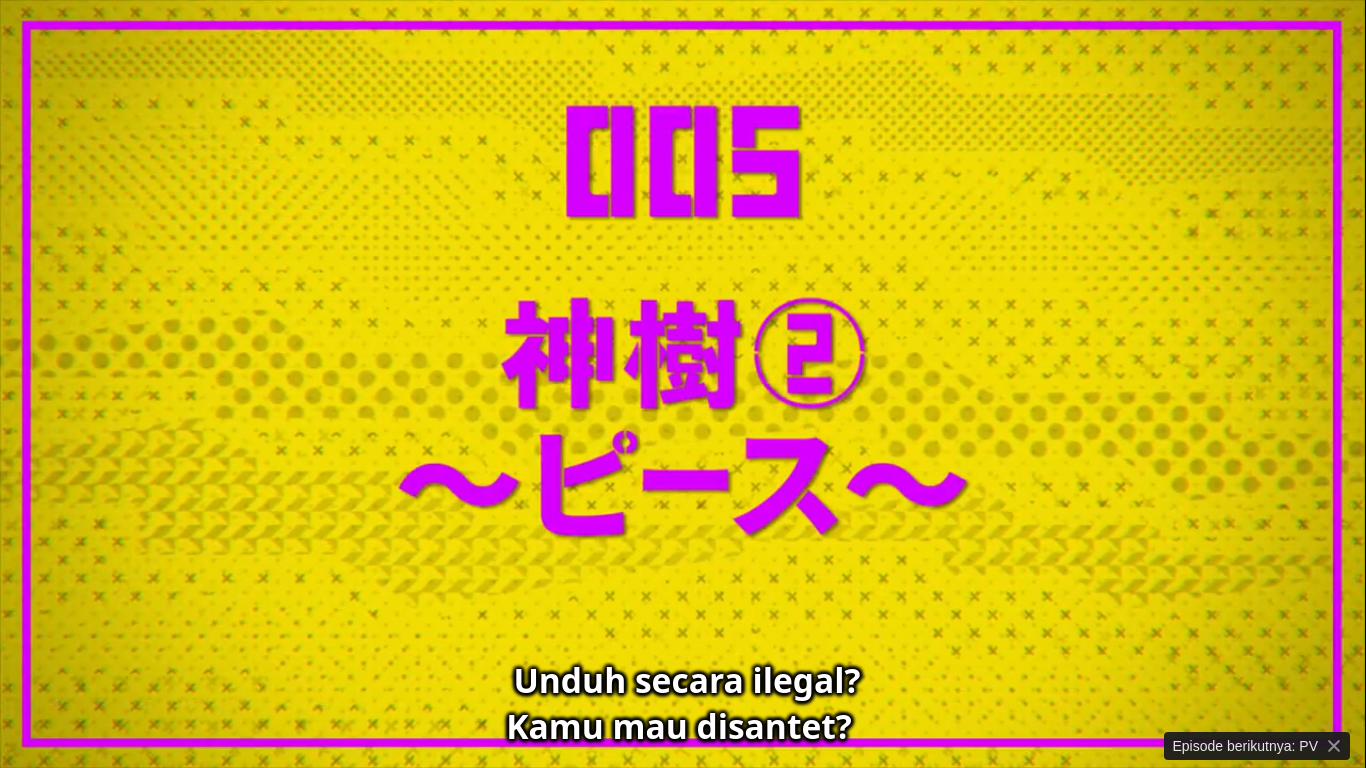 005
神樹②
〜ピース〜
Unduh secara ilegal?
Kamu mau disantet?
Episode berikutnya: PV